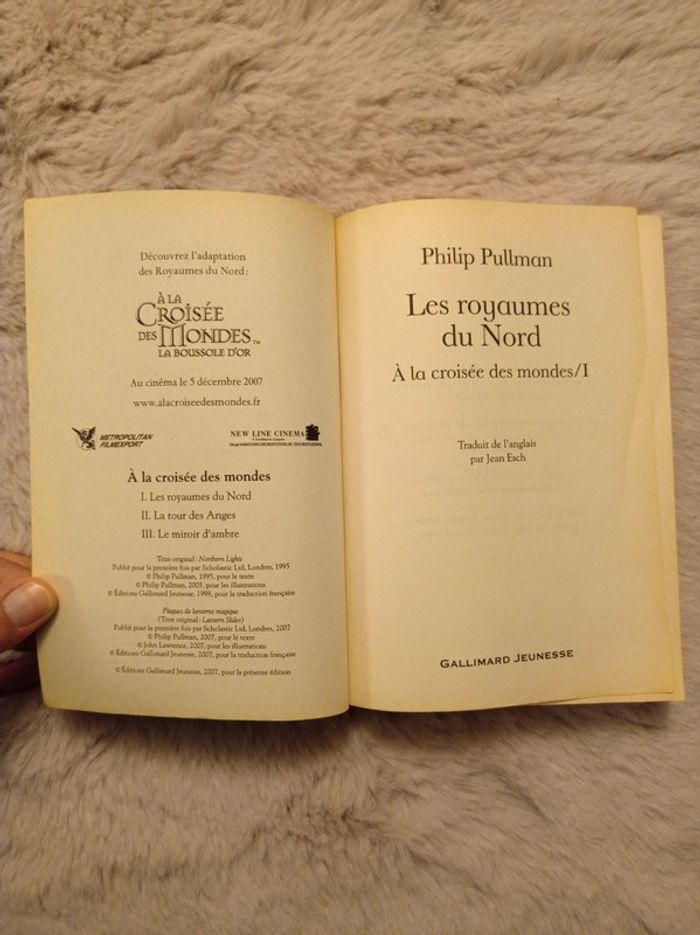 Découvrez l'adaptation
des Royaumes du Nord :
À LA
CROISÉE
DES MONDES
LA BOUSSOLE D'OR
Au cinéma le 5 décembre 2007
www.alacroiseedesmondes.fr
METROPOLITAN
FILMEXPORT
NEW LINE CINEMA
À la croisée des mondes
I. Les royaumes du Nord
II. La tour des Anges
III. Le miroir d'ambre
Titre original : Northern Lights
Publié pour la première fois par Scholastic Ltd, Londres, 1995
© Philip Pullman, 1995, pour le texte
© Philip Pullman, 2005, pour les illustrations
© Éditions Gallimard Jeunesse, 1998, pour la traduction française
Plaques de lanterne magique
(Titre original : Lantern Slides)
Publié pour la première fois par Scholastic Ltd, Londres, 2007
© Philip Pullman, 2007, pour le texte
© John Lawrence, 2007, pour les illustrations
© Éditions Gallimard Jeunesse, 2007, pour la traduction française
© Éditions Gallimard Jeunesse, 2007, pour la présente édition
Philip Pullman
Les royaumes
du Nord
À la croisée des mondes/I
Traduit de l'anglais
par Jean Esch
GALLIMARD JEUNESSE